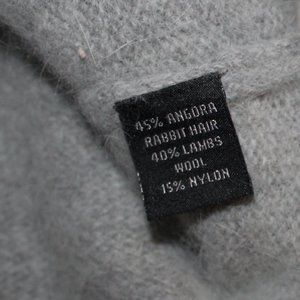 45% ANGORA
RABBIT HAIR
40% LAMBS
WOOL
15% NYLON